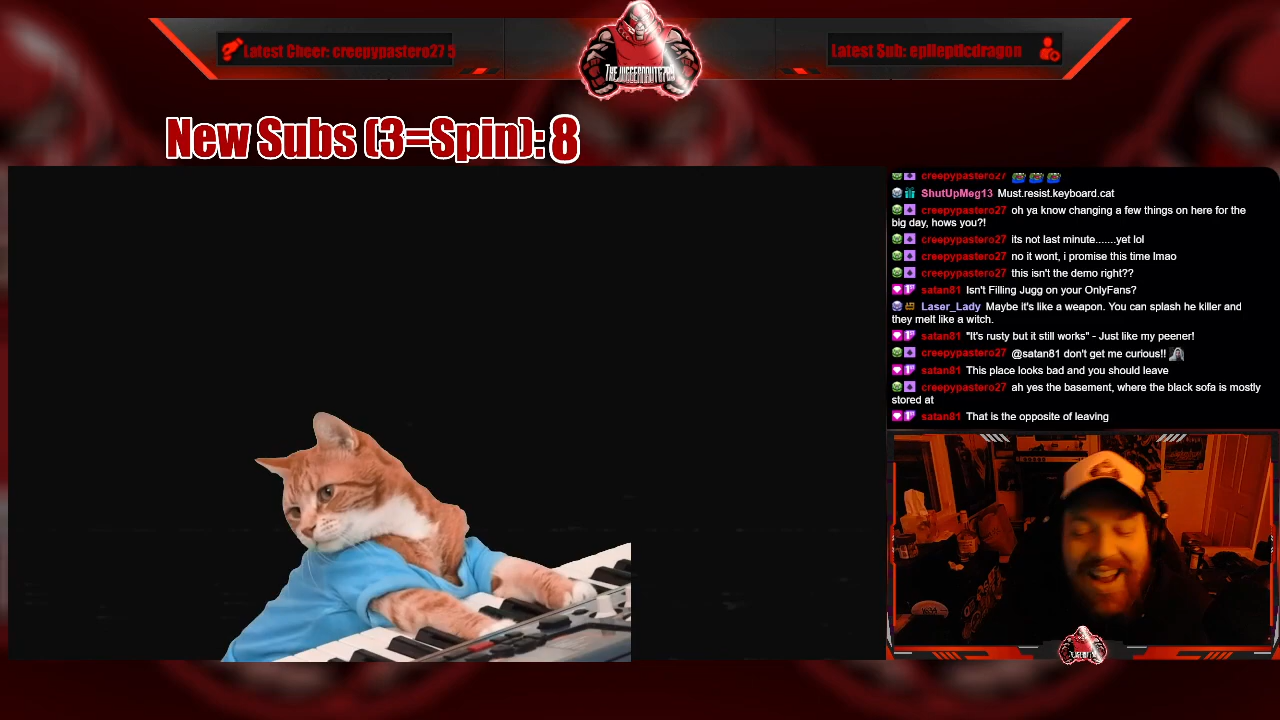 Latest Cheer: creepypastero27 5
Latest Sub: epilepticdragon
New Subs (3=Spin): 8
creepypastero27
ShutUpMeg13 Must.resist.keyboard.cat
creepypastero27 oh ya know changing a few things on here for the
big day, hows you?!
creepypastero27 its not last minute.......yet lol
creepypastero27 no it wont, i promise this time lmao
creepypastero27 this isn't the demo right??
satan81 Isn't Filling Jugg on your OnlyFans?
Laser_Lady Maybe it's like a weapon. You can splash he killer and
they melt like a witch.
satan81 "It's rusty but it still works" - Just like my peener!
creepypastero27 @satan81 don't get me curious!!
satan81 This place looks bad and you should leave
creepypastero27 ah yes the basement, where the black sofa is mostly
stored at
satan81 That is the opposite of leaving